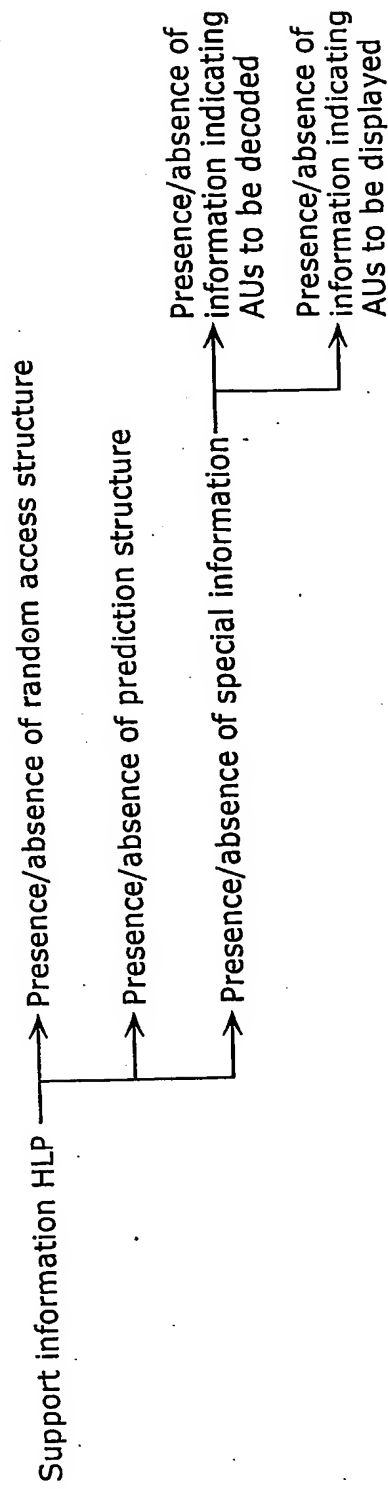 Support information HLP
Presence/absence of random access structure
Presence/absence of prediction structure
Presence/absence of special information
Presence/absence of
information indicating
AUs to be decoded
Presence/absence of
information indicating
AUs to be displayed